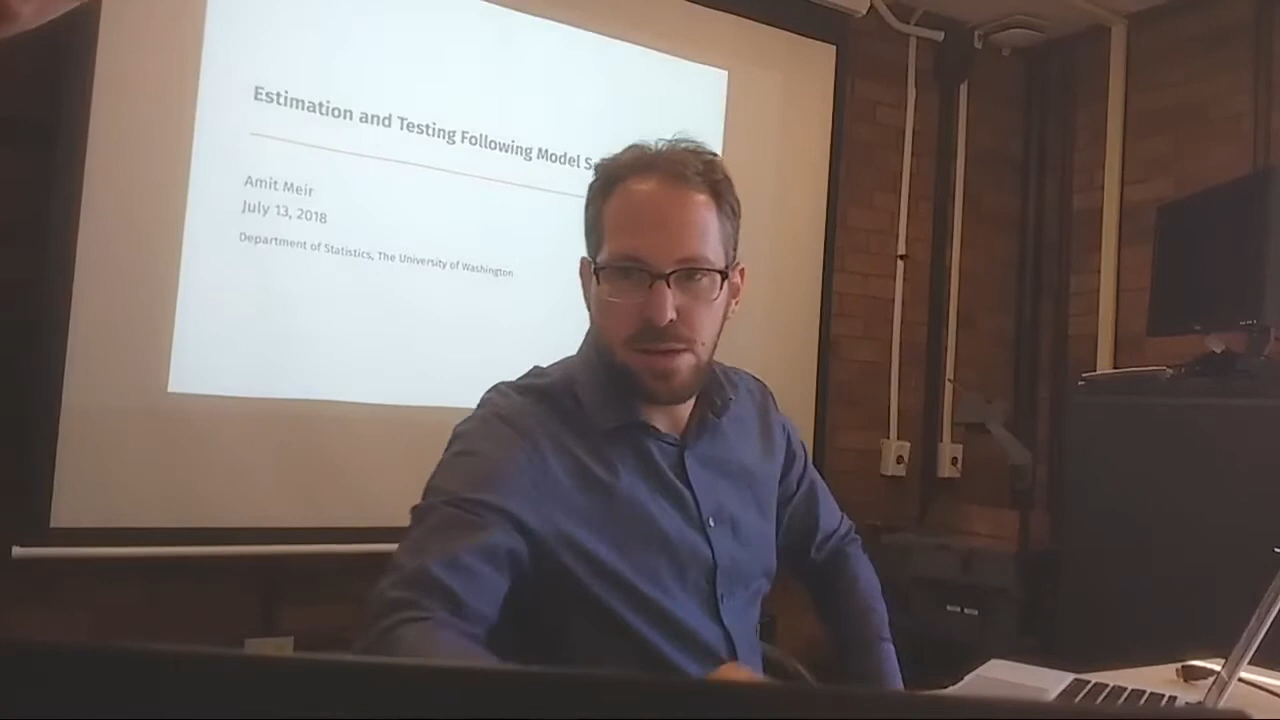 Estimation and Testing Following Model
Amit Meir
July 13, 2018
Department of Statistics, The University of Washington